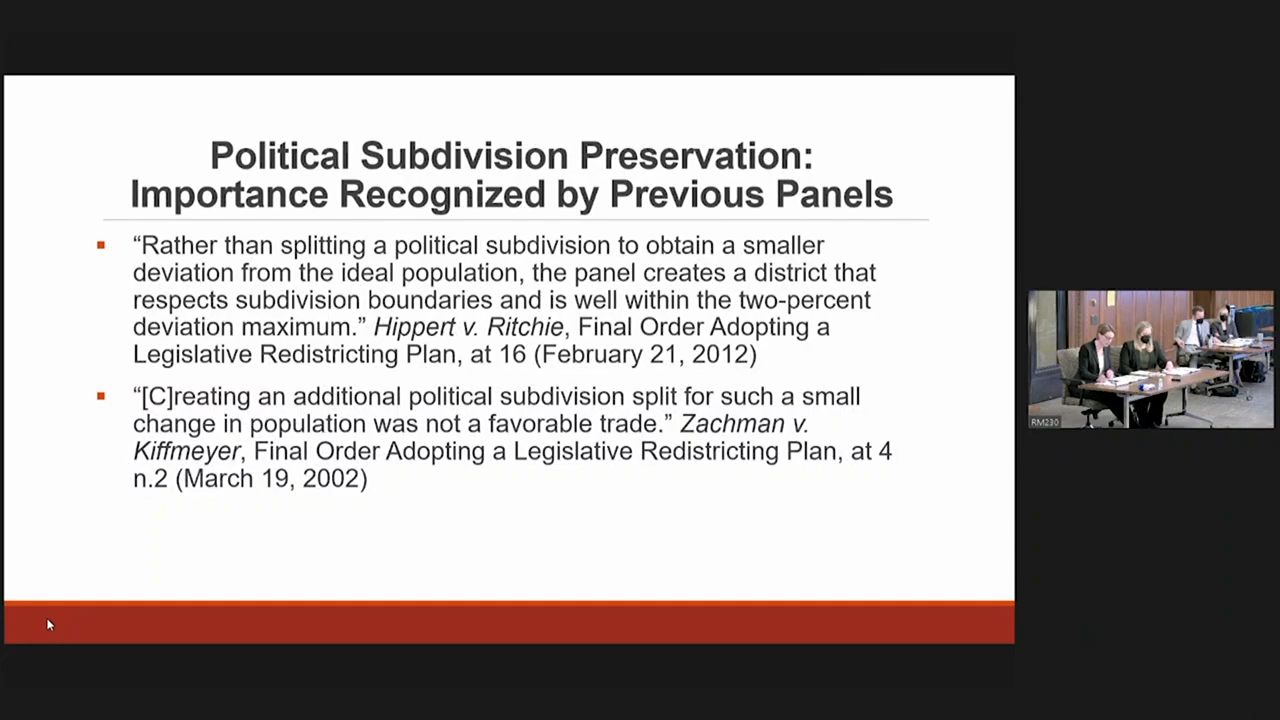 Political Subdivision Preservation:
Importance Recognized by Previous Panels
“Rather than splitting a political subdivision to obtain a smaller
deviation from the ideal population, the panel creates a district that
respects subdivision boundaries and is well within the two-percent
deviation maximum.” Hippert v. Ritchie, Final Order Adopting a
Legislative Redistricting Plan, at 16 (February 21, 2012)
“[C]reating an additional political subdivision split for such a small
change in population was not a favorable trade.” Zachman v.
Kiffmeyer, Final Order Adopting a Legislative Redistricting Plan, at 4
n.2 (March 19, 2002)
RM230